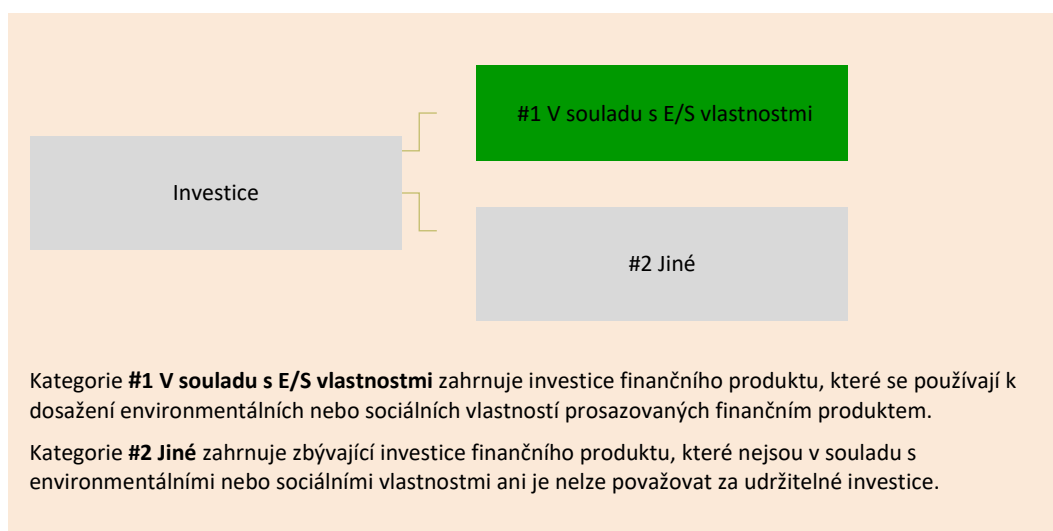 #1 V souladu s E/S vlastnostmi
Investice
#2 Jiné
Kategorie #1 V souladu s E/S vlastnostmi zahrnuje investice finančního produktu, které se používají k
dosažení environmentálních nebo sociálních vlastností prosazovaných finančním produktem.
Kategorie #2 Jiné zahrnuje zbývající investice finančního produktu, které nejsou v souladu s
environmentálními nebo sociálními vlastnostmi ani je nelze považovat za udržitelné investice.